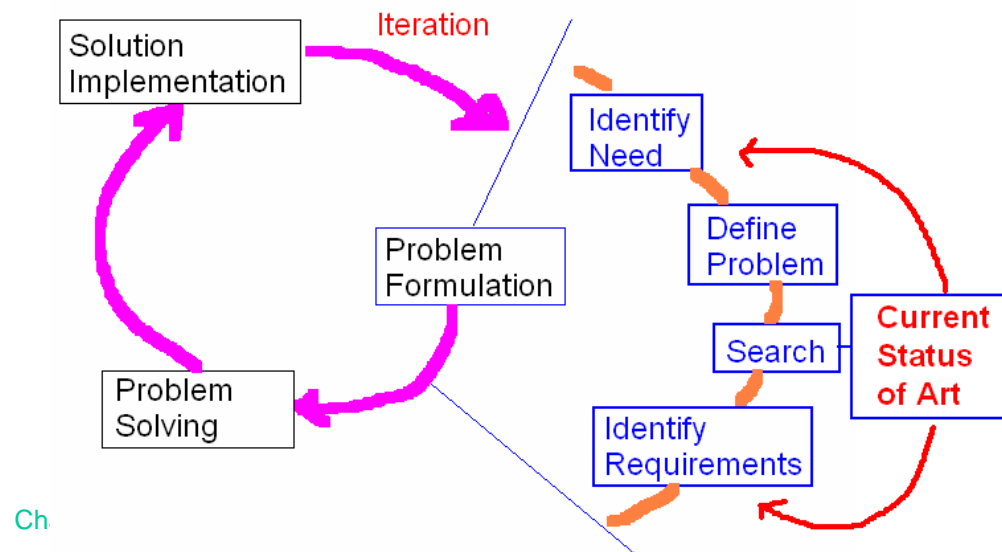 Solution
Implementation
Iteration
Identify
Need
Define
Problem
Problem
Formulation
Search
Current
Status
of Art
Problem
Solving
Identify
Requirements